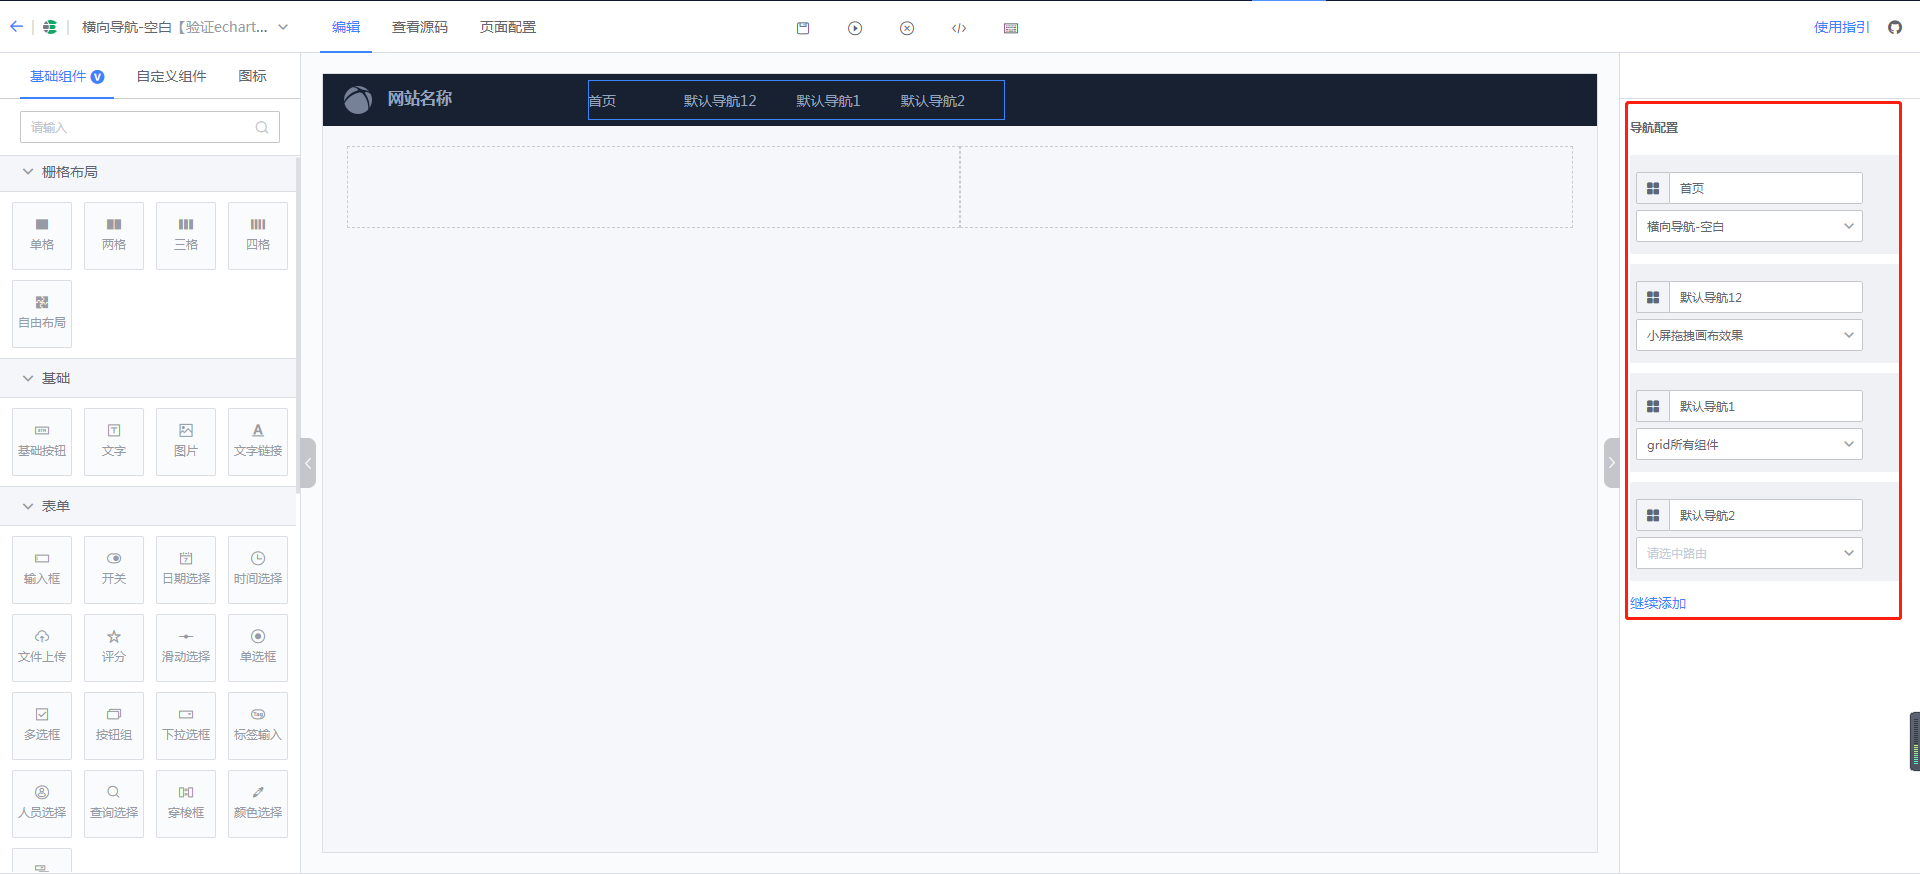 横向导航-空白【验证echart...
编辑
查看源码
页面配置
使用指引
基础组件 V
自定义组件
图标
请输入
栅格布局
单格
两格
三格
四格
自由布局
基础
基础按钮
文字
图片
文字链接
表单
输入框
开关
日期选择
时间选择
文件上传
评分
滑动选择
单选框
多选框
按钮组
下拉选框
标签输入
人员选择
查询选择
穿梭框
颜色选择
网站名称
首页
默认导航12
默认导航1
默认导航2
导航配置
首页
横向导航-空白
默认导航12
小屏拖拽画布效果
默认导航1
grid所有组件
默认导航2
请选中路由
继续添加